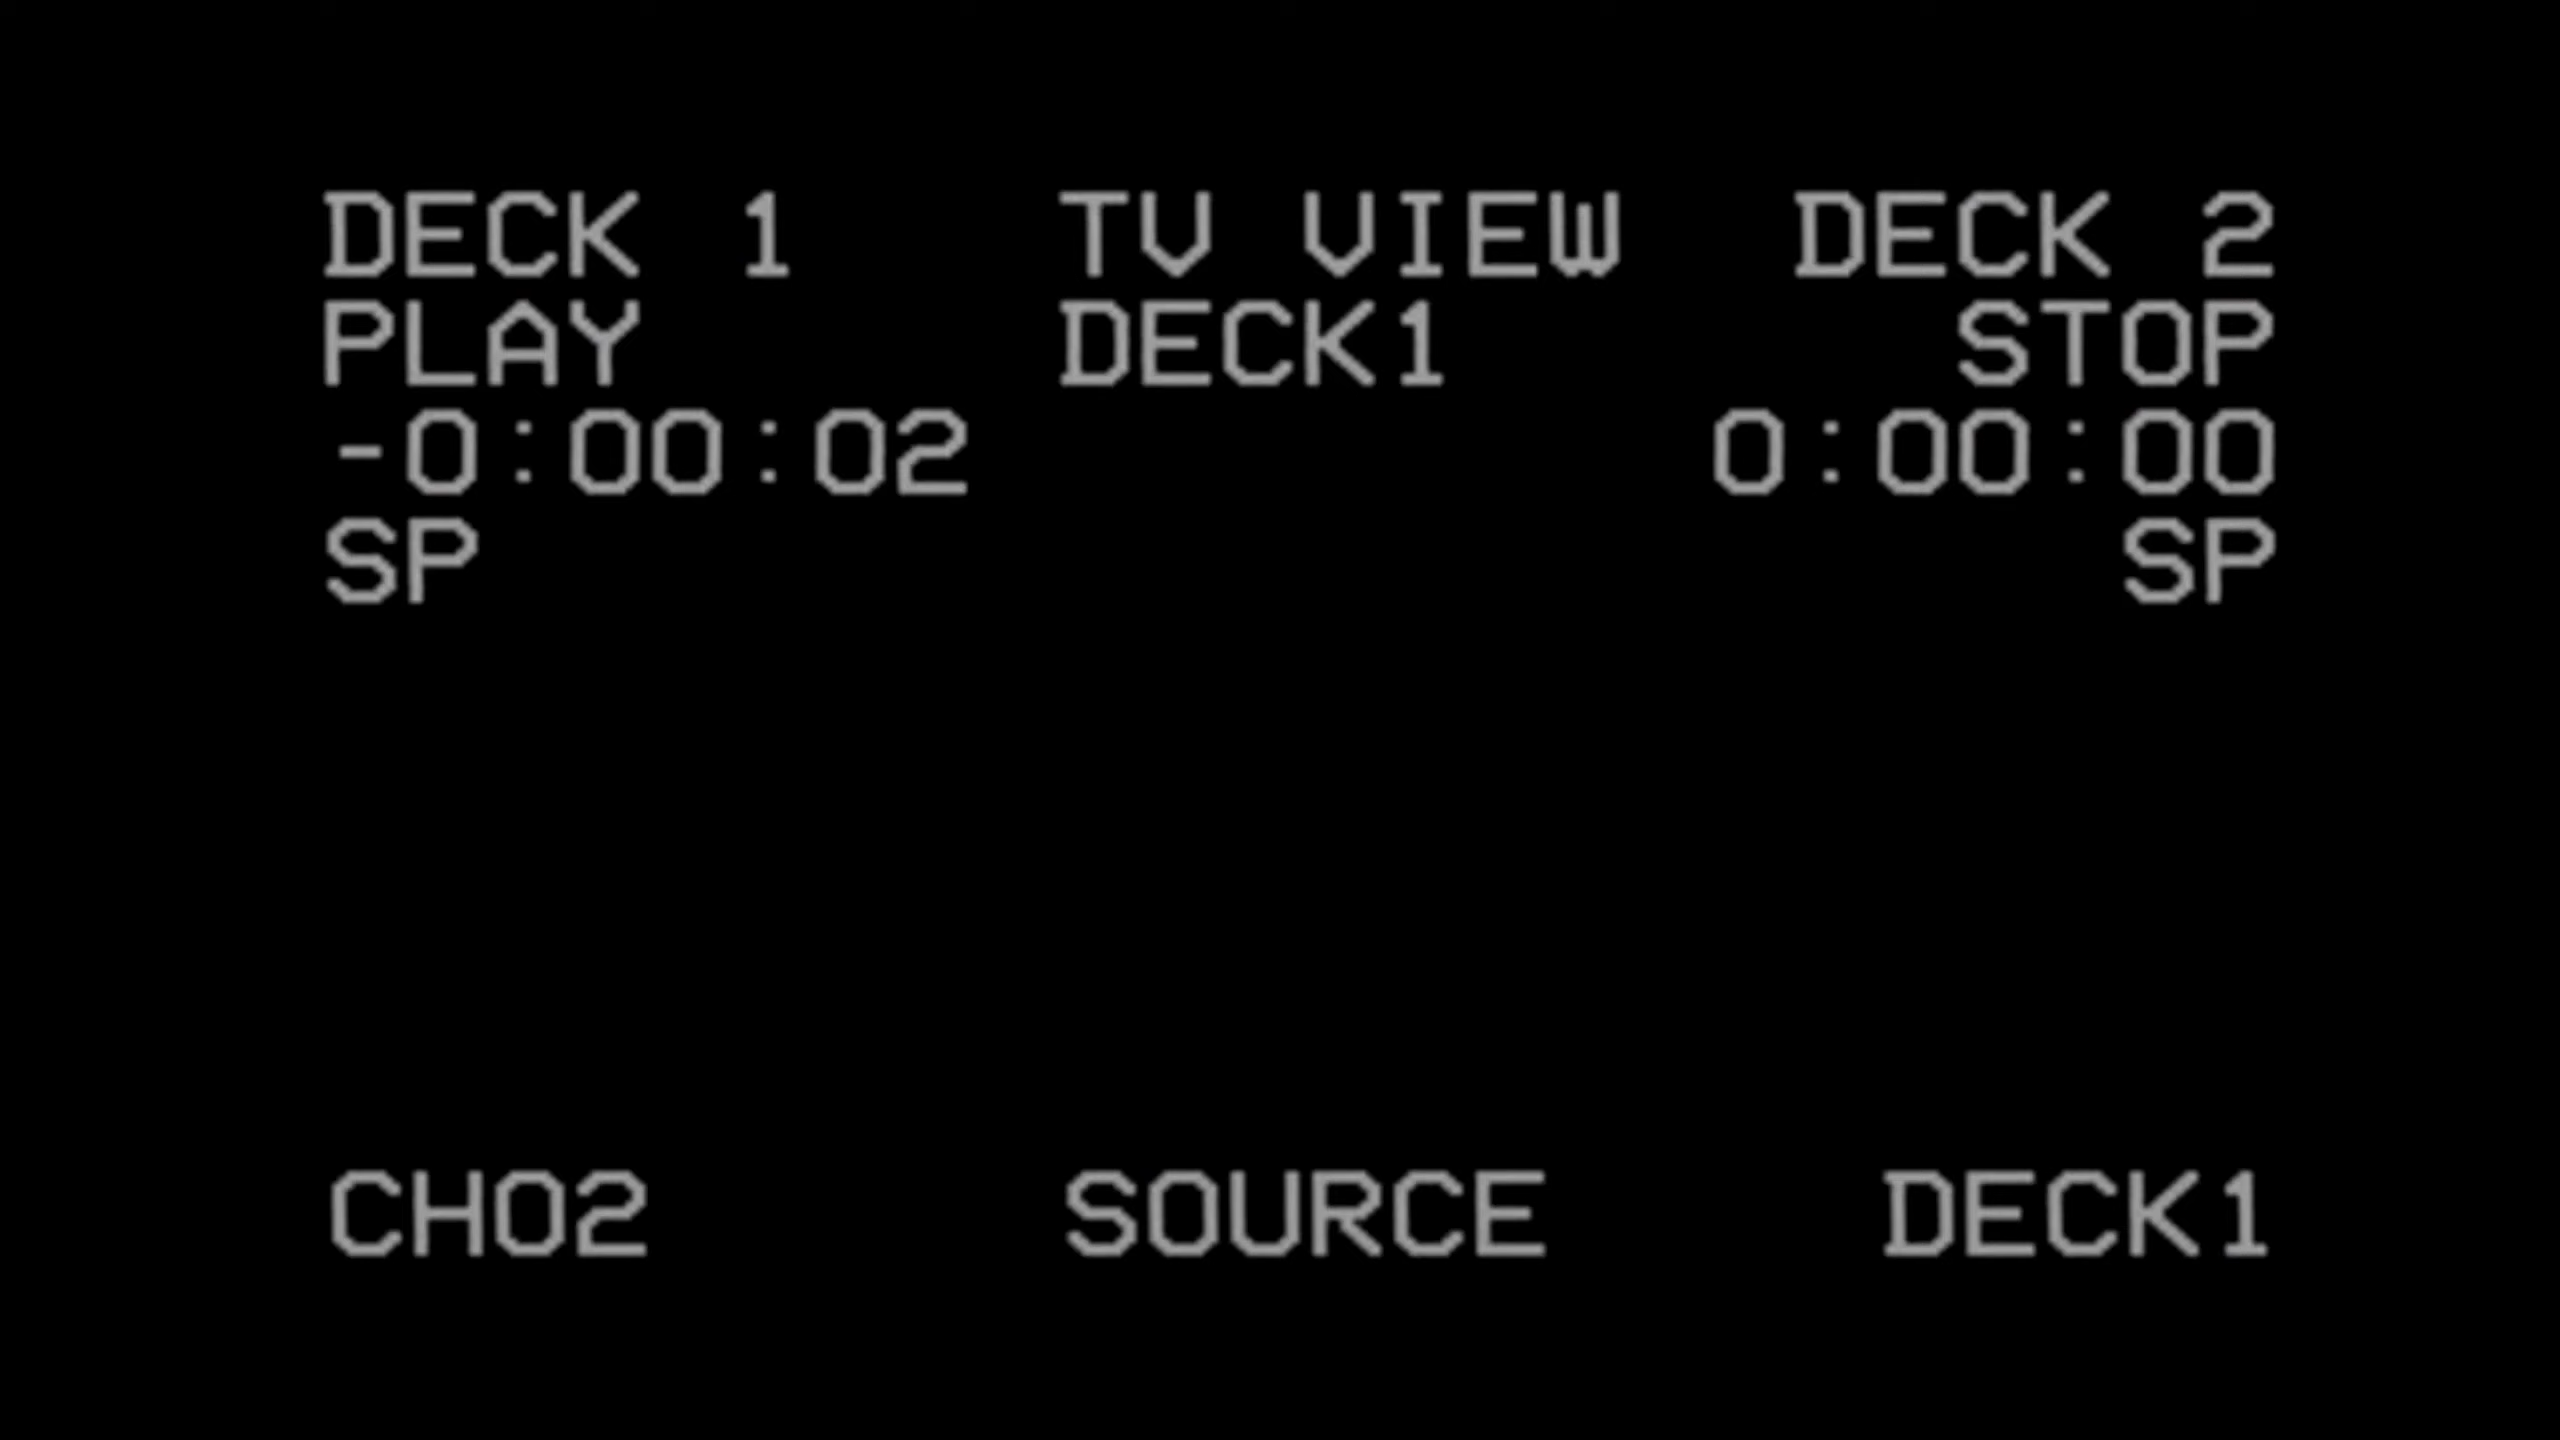 DECK 1 TV VIEW DECK 2
PLAY DECK1 STOP
-0:00:02 0:00:00
SP SP
CH02 SOURCE DECK1